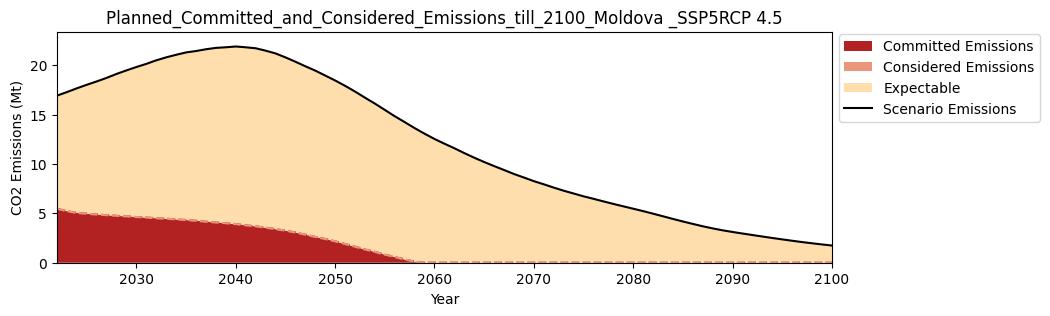 Planned_Committed_and_Considered_Emissions_till_2100_Moldova _SSP5RCP 4.5
Committed Emissions
Considered Emissions
Expectable
Scenario Emissions
CO2 Emissions (Mt)
20
15
10
5
0
2030 2040 2050 2060 2070 2080 2090 2100
Year